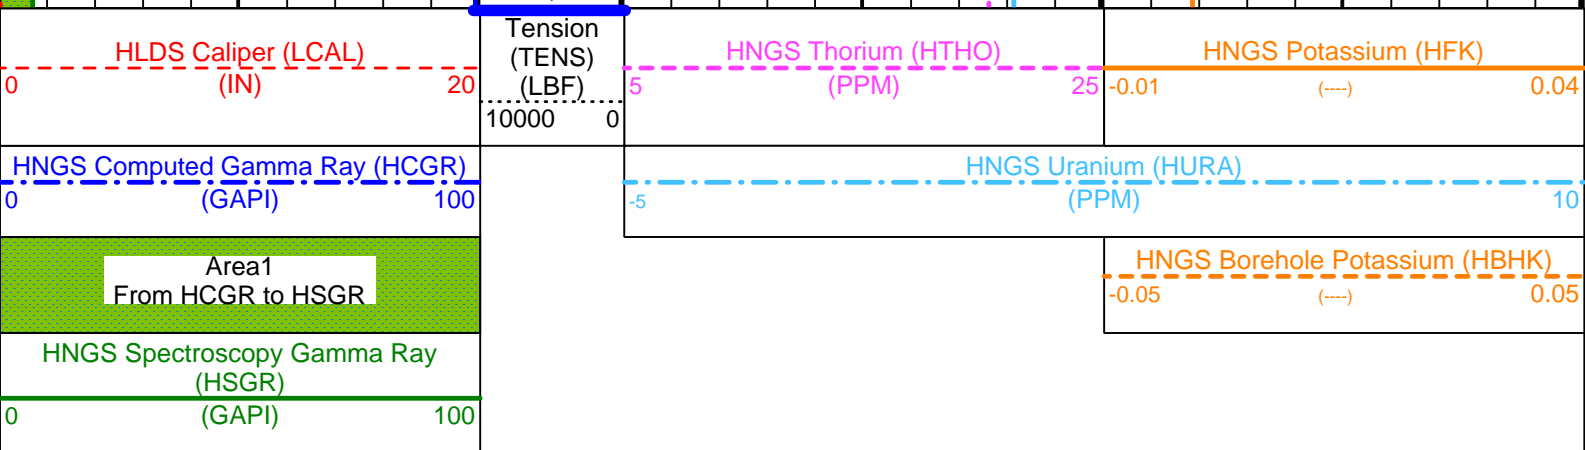 HLDS Caliper (LCAL)
0 (IN) 20
Tension
(TENS)
(LBF)
10000 0
HNGS Thorium (HTHO)
5 (PPM) 25
HNGS Potassium (HFK)
-0.01 (----) 0.04
HNGS Computed Gamma Ray (HCGR)
0 (GAPI) 100
HNGS Uranium (HURA)
-5 (PPM) 10
Area1
From HCGR to HSGR
HNGS Borehole Potassium (HBHK)
-0.05 (----) 0.05
HNGS Spectroscopy Gamma Ray
(HSGR)
0 (GAPI) 100